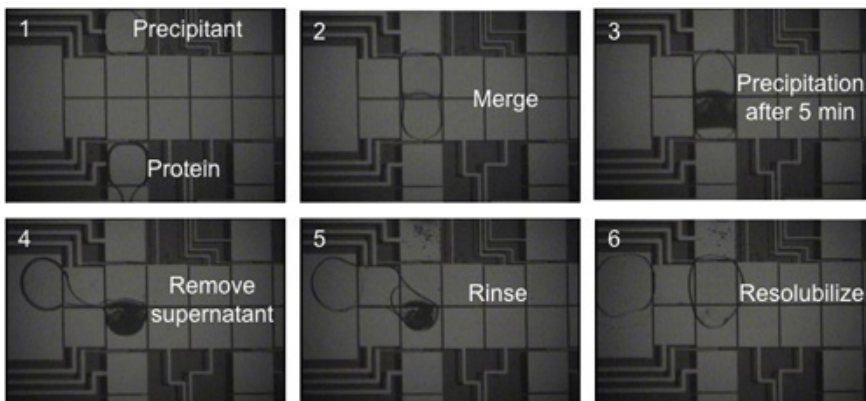 1
Precipitant
Protein
2
Merge
3
Precipitation
after 5 min
4
Remove
supernatant
5
Rinse
6
Resolubilize